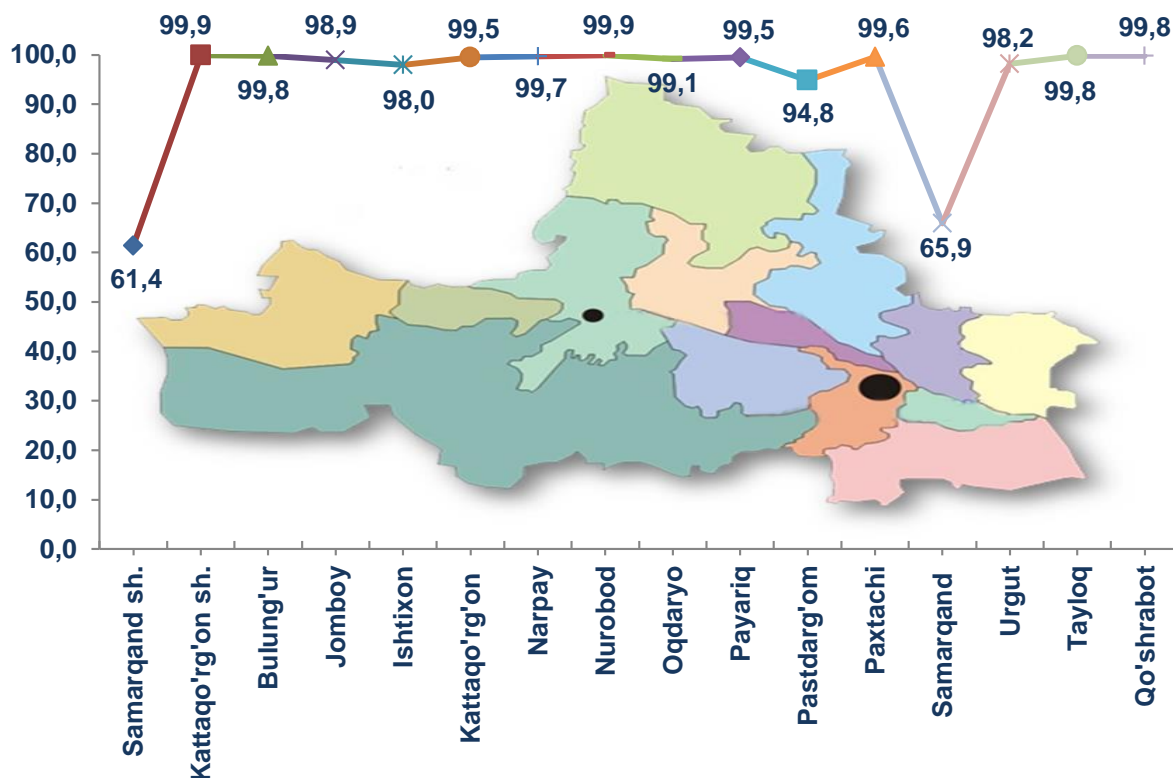 99,9
98,9
99,5
99,9
99,5
99,6
98,2
99,8
100,0
99,8
98,0
99,7
99,1
94,8
99,8
90,0
80,0
70,0
60,0
61,4
65,9
50,0
40,0
30,0
20,0
10,0
0,0
Samarqand sh.
Kattaqo'rg'on sh.
Bulung'ur
Jomboy
Ishtixon
Kattaqo'rg'on
Narpay
Nurobod
Oqdaryo
Payariq
Pastdarg'om
Paxtachi
Samarqand
Urgut
Tayloq
Qo'shrabot